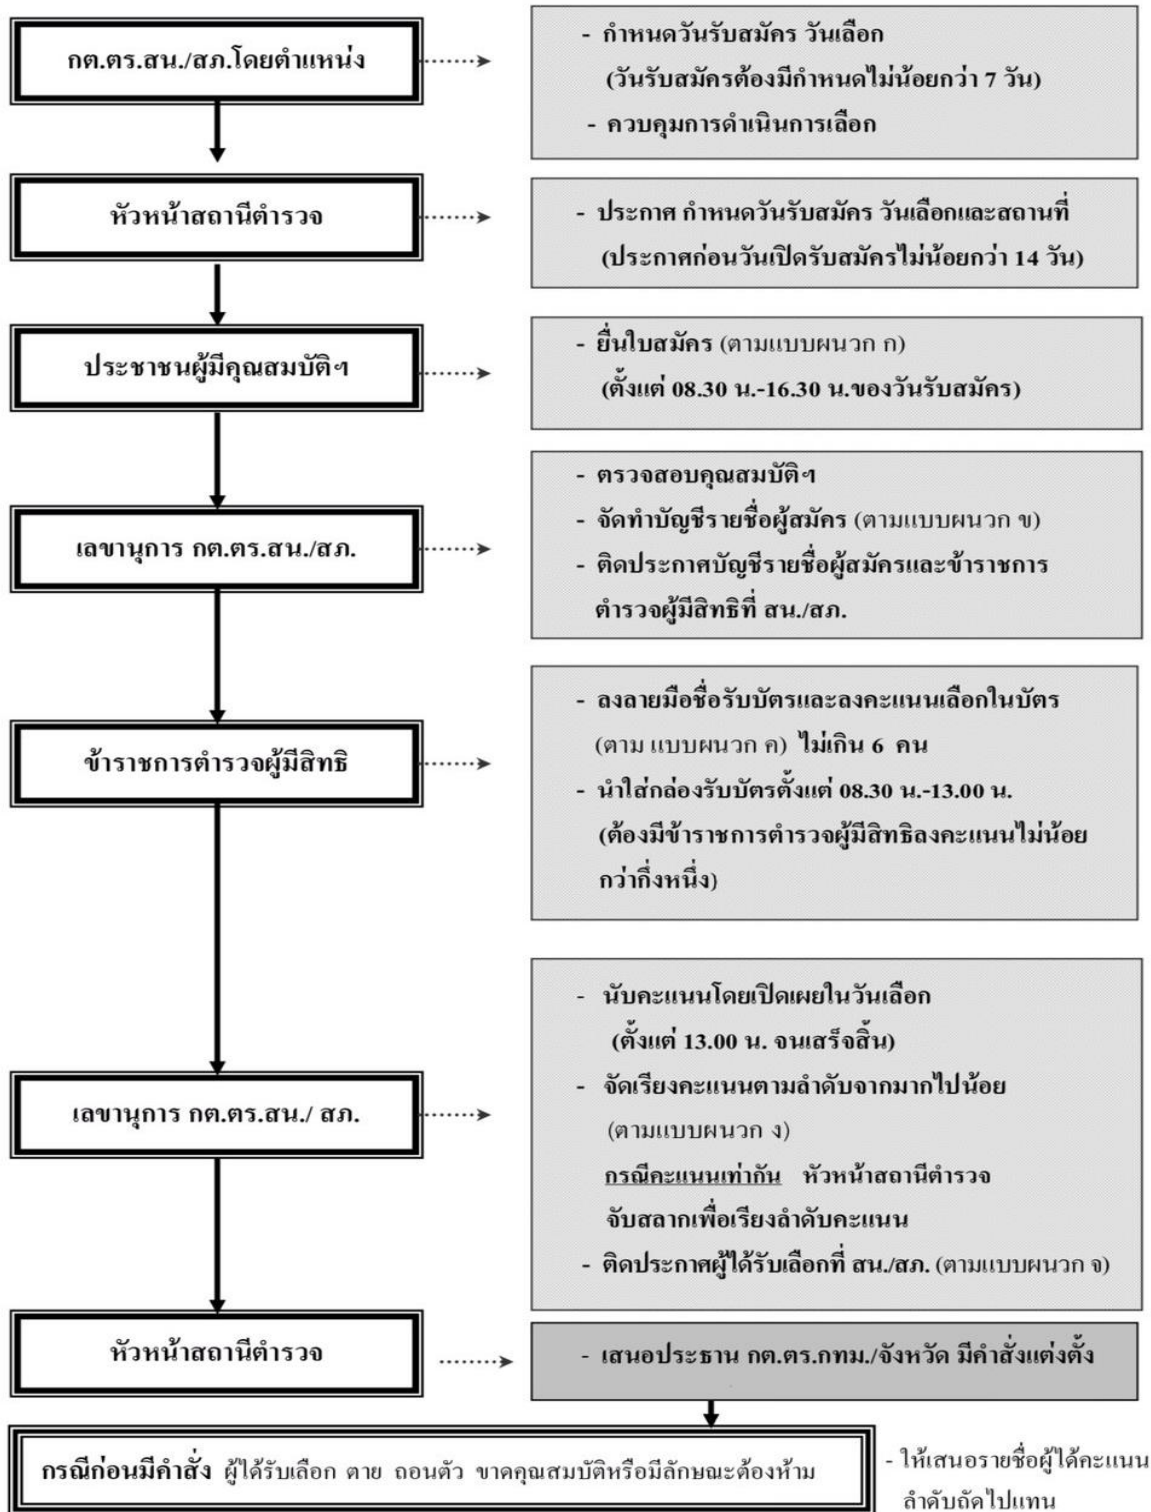 กต.ตร.สน./สภ.โดยตำแหน่ง
- กำหนดวันรับสมัคร วันเลือก
(วันรับสมัครต้องมีกำหนดไม่น้อยกว่า 7 วัน)
- ควบคุมการดำเนินการเลือก
หัวหน้าสถานีตำรวจ
- ประกาศ กำหนดวันรับสมัคร วันเลือกและสถานที่
(ประกาศก่อนวันเปิดรับสมัครไม่น้อยกว่า 14 วัน)
ประชาชนผู้มีคุณสมบัติฯ
- ยื่นใบสมัคร (ตามแบบผนวก ก)
(ตั้งแต่ 08.30 น.-16.30 น.ของวันรับสมัคร)
เลขานุการ กต.ตร.สน./สภ.
- ตรวจสอบคุณสมบัติฯ
- จัดทำบัญชีรายชื่อผู้สมัคร (ตามแบบผนวก ข)
- ติดประกาศบัญชีรายชื่อผู้สมัครและข้าราชการ
ตำรวจผู้มีสิทธิที่ สน./สภ.
ข้าราชการตำรวจผู้มีสิทธิ
- ลงลายมือชื่อรับบัตรและลงคะแนนเลือกในบัตร
(ตาม แบบผนวก ค) ไม่เกิน 6 คน
- นำใส่กล่องรับบัตรตั้งแต่ 08.30 น.-13.00 น.
(ต้องมีข้าราชการตำรวจผู้มีสิทธิลงคะแนนไม่น้อย
กว่ากึ่งหนึ่ง)
เลขานุการ กต.ตร.สน./ สภ.
- นับคะแนนโดยเปิดเผยในวันเลือก
(ตั้งแต่ 13.00 น. จนเสร็จสิ้น)
- จัดเรียงคะแนนตามลำดับจากมากไปน้อย
(ตามแบบผนวก ง)
กรณีคะแนนเท่ากัน หัวหน้าสถานีตำรวจ
จับสลากเพื่อเรียงลำดับคะแนน
- ติดประกาศผู้ได้รับเลือกที่ สน./สภ. (ตามแบบผนวก จ)
หัวหน้าสถานีตำรวจ
- เสนอประธาน กต.ตร.กทม./จังหวัด มีคำสั่งแต่งตั้ง
กรณีก่อนมีคำสั่ง ผู้ได้รับเลือก ตาย ถอนตัว ขาดคุณสมบัติหรือมีลักษณะต้องห้าม
- ให้เสนอรายชื่อผู้ได้คะแนน
ลำดับถัดไปแทน